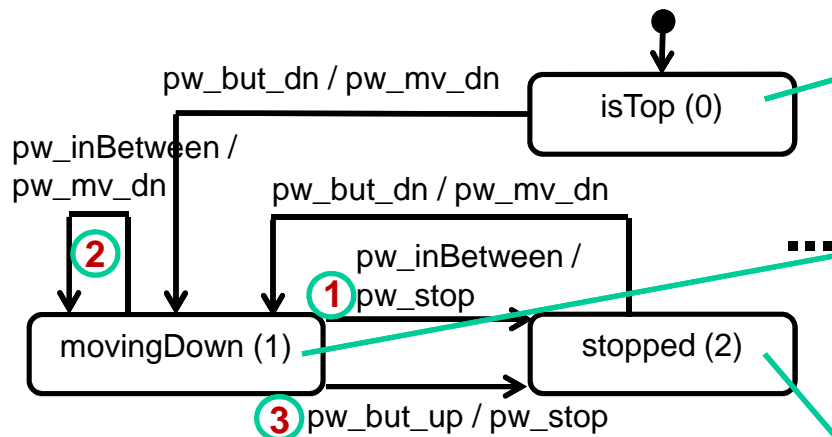 pw_but_dn / pw_mv_dn
isTop (0)
pw_inBetween /
pw_mv_dn
pw_but_dn / pw_mv_dn
2
pw_inBetween /
1 pw_stop
movingDown (1)
stopped (2)
3 pw_but_up / pw_stop